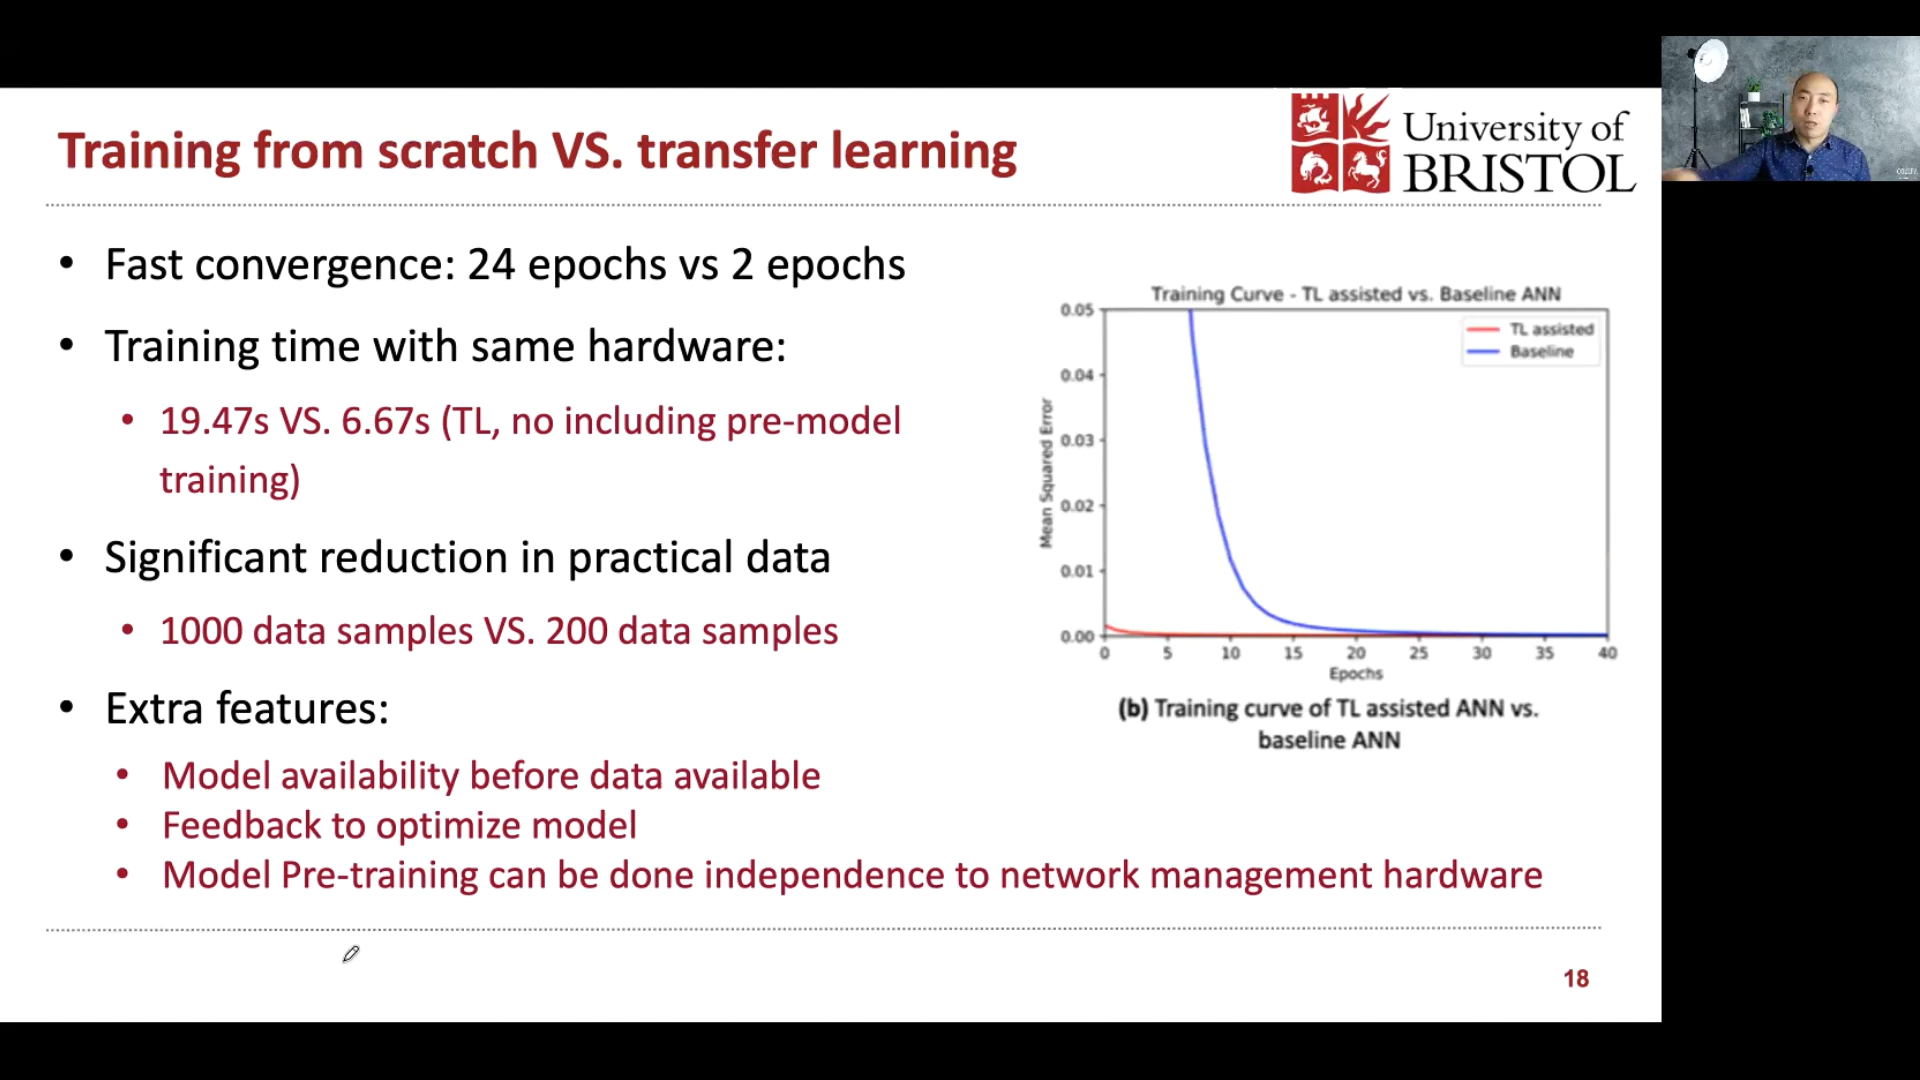 Training from scratch VS. transfer learning
University of
BRISTOL
• Fast convergence: 24 epochs vs 2 epochs
• Training time with same hardware:
• 19.47s VS. 6.67s (TL, no including pre-model
training)
• Significant reduction in practical data
• 1000 data samples VS. 200 data samples
• Extra features:
• Model availability before data available
• Feedback to optimize model
• Model Pre-training can be done independence to network management hardware
Training Curve - TL assisted vs. Baseline ANN
TL assisted
Baseline
Mean Squared Error
0.05
0.04
0.03
0.02
0.01
0.00
0 5 10 15 20 25 30 35 40
Epochs
(b) Training curve of TL assisted ANN vs.
baseline ANN
18